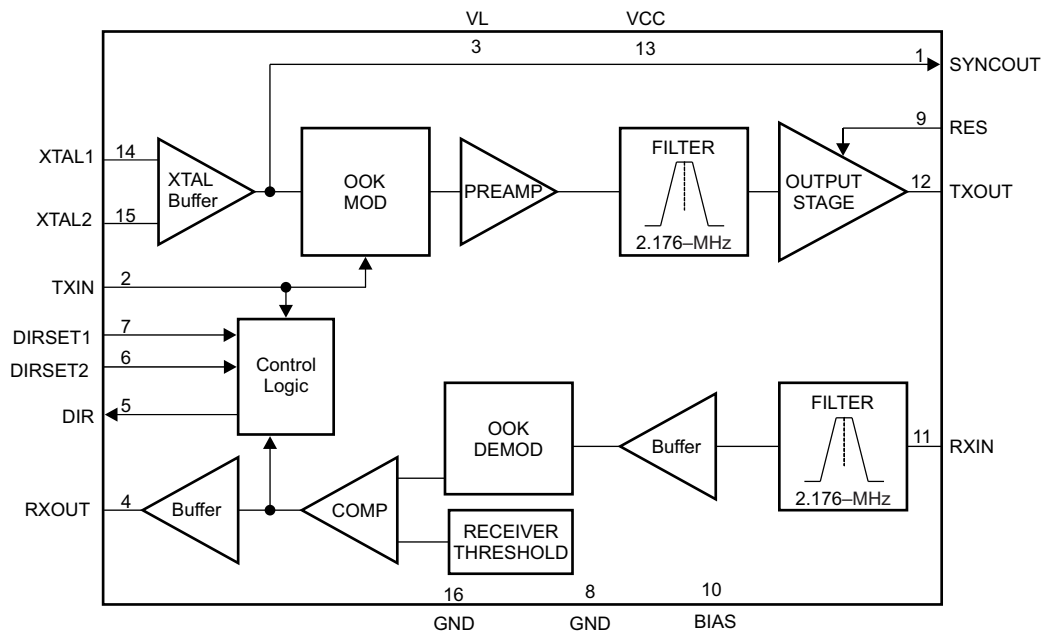 VL
VCC
3
13
1
SYNCOUT
9
RES
XTAL1
14
XTAL
Buffer
OOK
MOD
PREAMP
FILTER
2.176–MHz
OUTPUT
STAGE
12
TXOUT
XTAL2
15
TXIN
2
DIRSET1
7
DIRSET2
6
Control
Logic
DIR
5
OOK
DEMOD
Buffer
FILTER
2.176–MHz
11
RXIN
RXOUT
4
Buffer
COMP
RECEIVER
THRESHOLD
16
8
10
GND
GND
BIAS